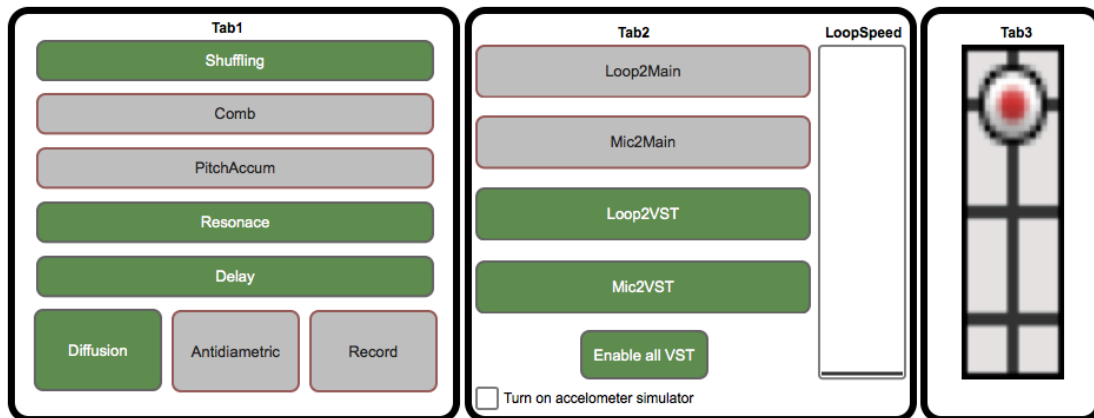 Tab1
Shuffling
Comb
PitchAccum
Resonace
Delay
Diffusion
Antidiametric
Record
Tab2
Loop2Main
Mic2Main
Loop2VST
Mic2VST
Enable all VST
Turn on accelometer simulator
LoopSpeed
Tab3